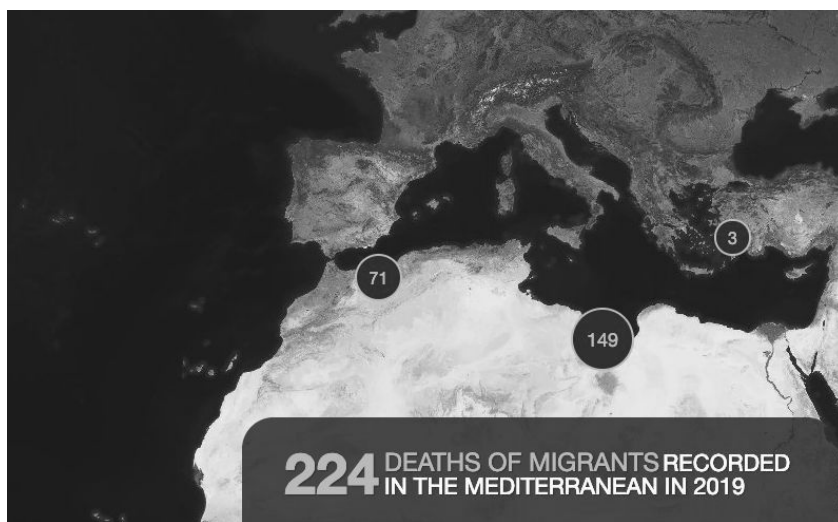 3
71
149
224 DEATHS OF MIGRANTS RECORDED
IN THE MEDITERRANEAN IN 2019